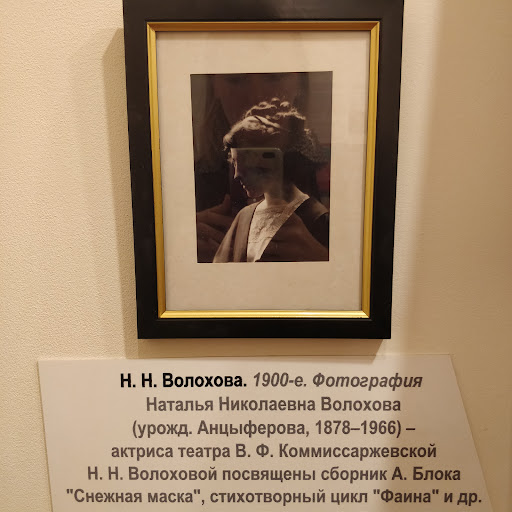 Н. Н. Волохова. 1900-е. Фотография
Наталья Николаевна Волохова
(урожд. Анцыферова, 1878–1966) –
актриса театра В. Ф. Коммиссаржевской
Н. Н. Волоховой посвящены сборник А. Блока
"Снежная маска", стихотворный цикл "Фаина" и др.